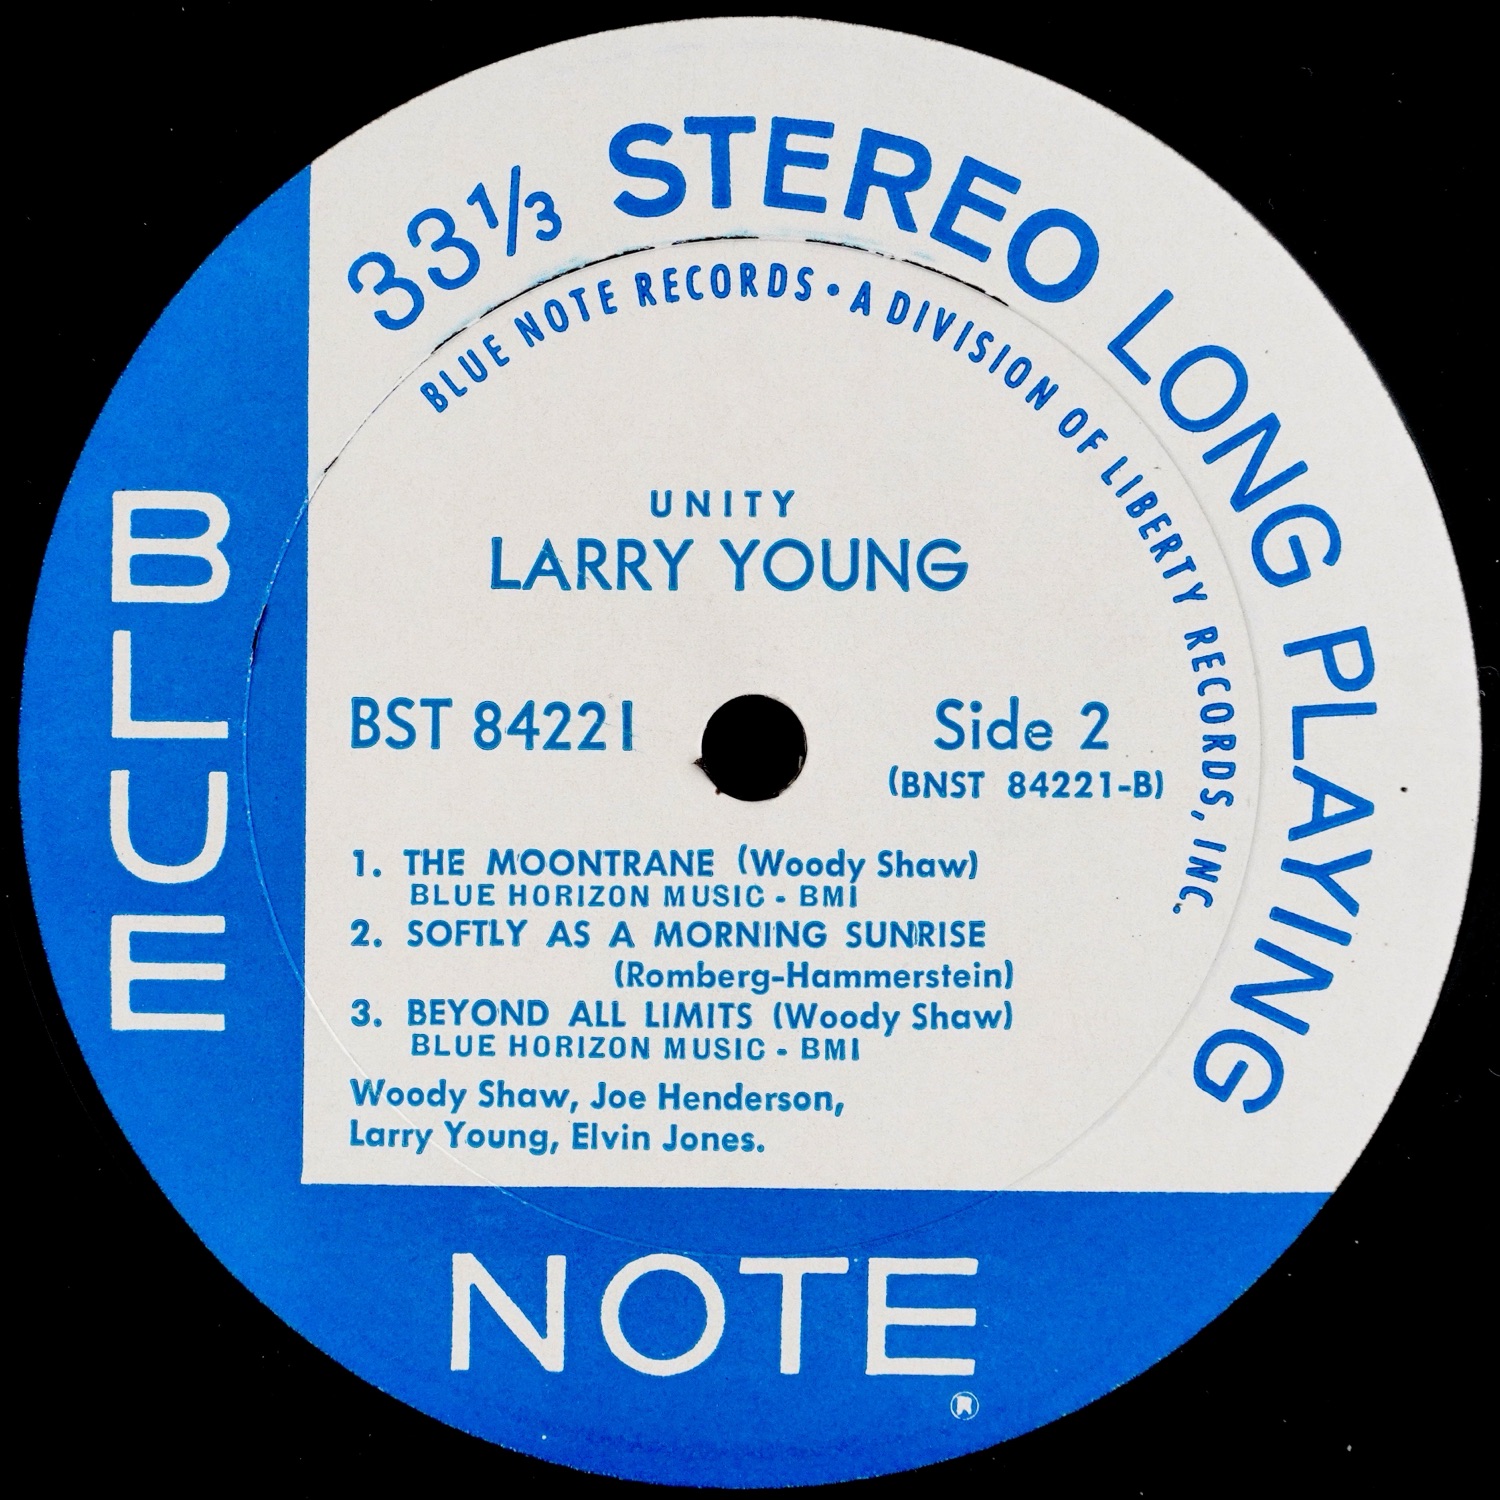 33⅓ STEREO LONG PLAYING
BLUE NOTE RECORDS • A DIVISION OF LIBERTY RECORDS, INC.
UNITY
LARRY YOUNG
BST 84221
Side 2
(BNST 84221-B)
1. THE MOONTRANE (Woody Shaw)
BLUE HORIZON MUSIC - BMI
2. SOFTLY AS A MORNING SUNRISE
(Romberg-Hammerstein)
3. BEYOND ALL LIMITS (Woody Shaw)
BLUE HORIZON MUSIC - BMI
Woody Shaw, Joe Henderson,
Larry Young, Elvin Jones.
BLUE
NOTE
®